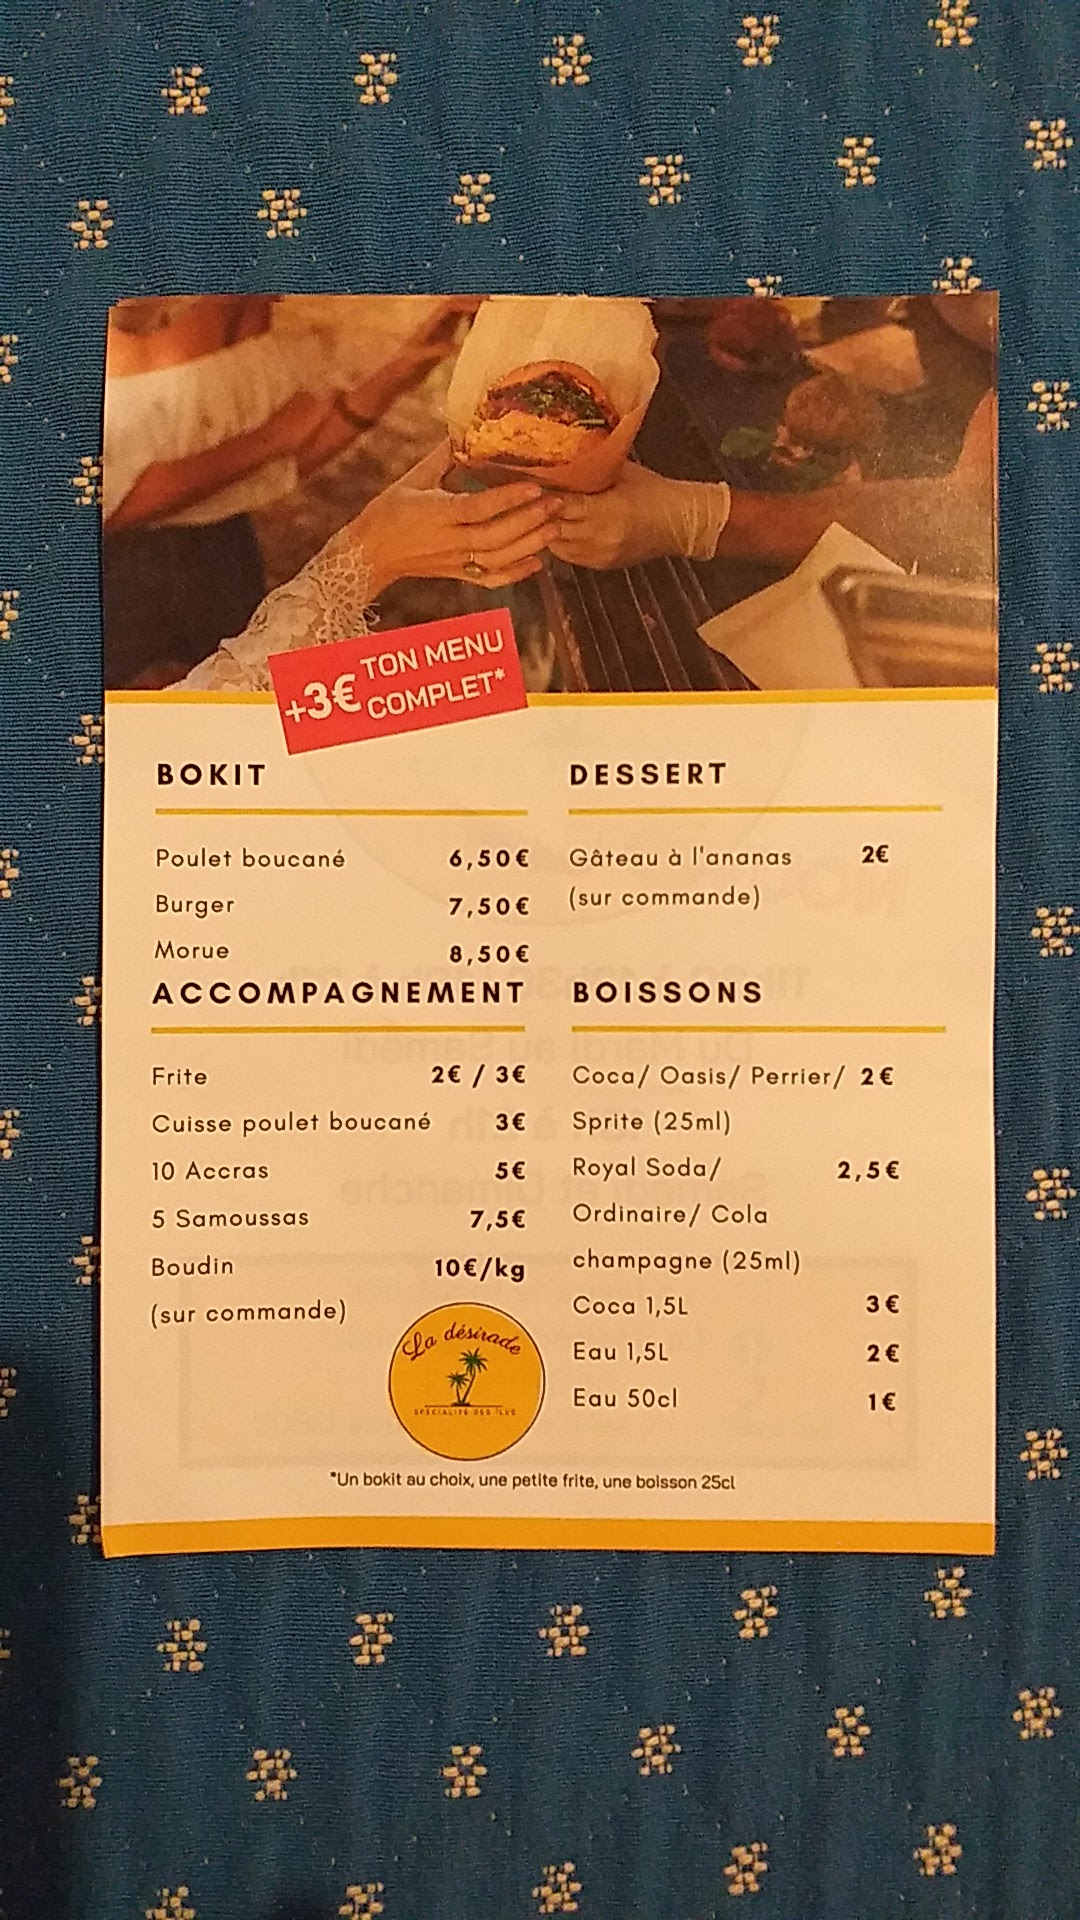 +3€ TON MENU
COMPLET*
BOKIT
Poulet boucané 6,50€
Burger 7,50€
Morue 8,50€
ACCOMPAGNEMENT
Frite 2€ / 3€
Cuisse poulet boucané 3€
10 Accras 5€
5 Samoussas 7,5€
Boudin 10€/kg
(sur commande)
DESSERT
Gâteau à l'ananas 2€
(sur commande)
BOISSONS
Coca/ Oasis/ Perrier/ 2€
Sprite (25ml)
Royal Soda/ 2,5€
Ordinaire/ Cola
champagne (25ml)
Coca 1,5L 3€
Eau 1,5L 2€
Eau 50cl 1€
La désirade
SPÉCIALITÉ DES ÎLES
*Un bokit au choix, une petite frite, une boisson 25cl